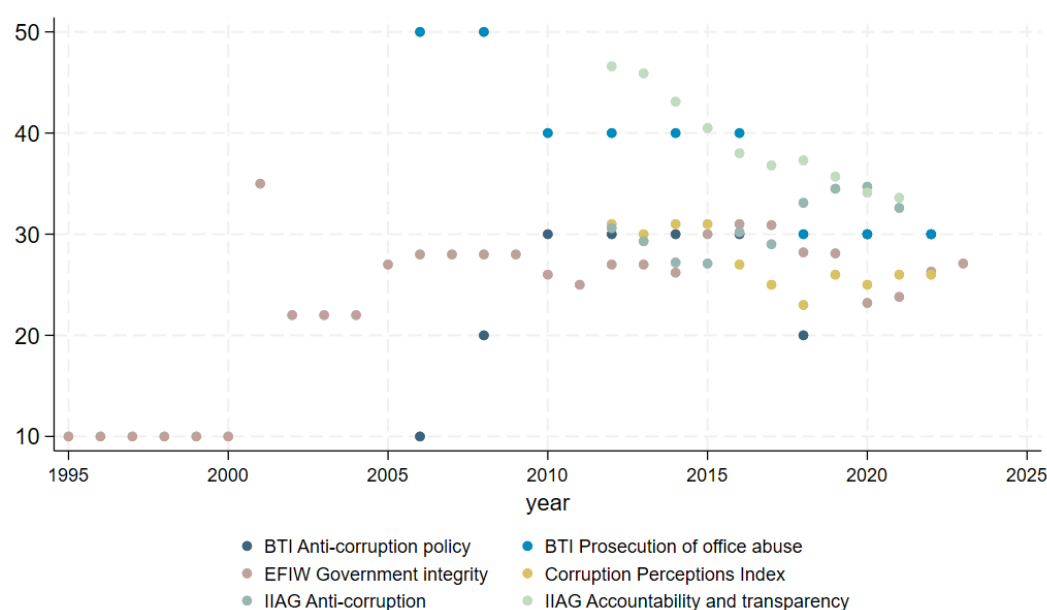 50
40
30
20
10
1995 2000 2005 2010 2015 2020 2025
year
BTI Anti-corruption policy BTI Prosecution of office abuse
EFIW Government integrity Corruption Perceptions Index
IIAG Anti-corruption IIAG Accountability and transparency